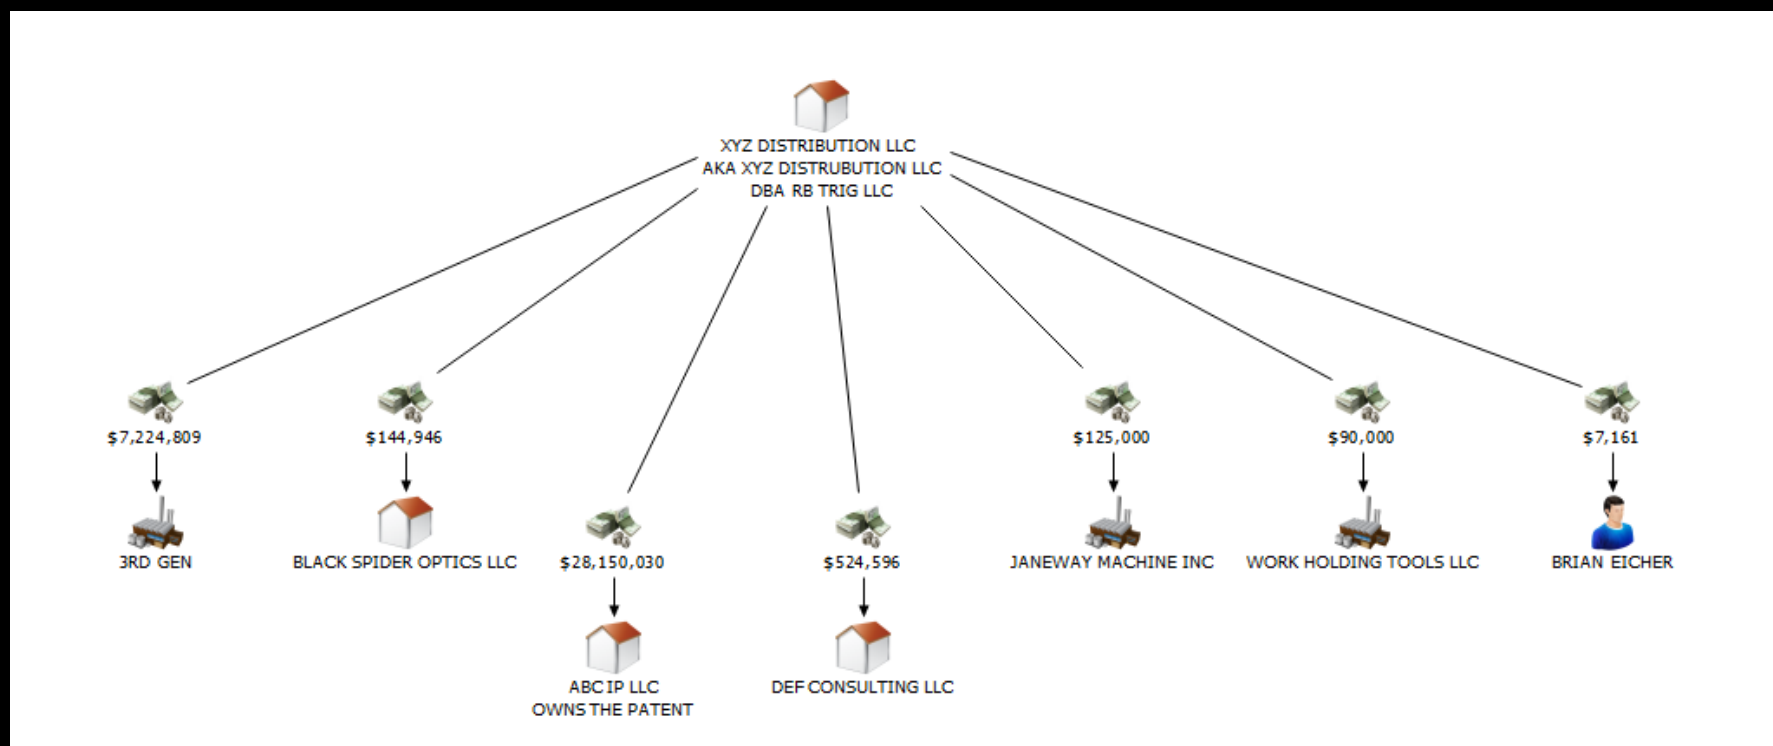 XYZ DISTRIBUTION LLC
AKA XYZ DISTRUBUTION LLC
DBA RB TRIG LLC
$7,224,809
$144,946
$125,000
$90,000
$7,161
3RD GEN
BLACK SPIDER OPTICS LLC
$28,150,030
$524,596
JANEWAY MACHINE INC
WORK HOLDING TOOLS LLC
BRIAN EICHER
ABC IP LLC
OWNS THE PATENT
DEF CONSULTING LLC